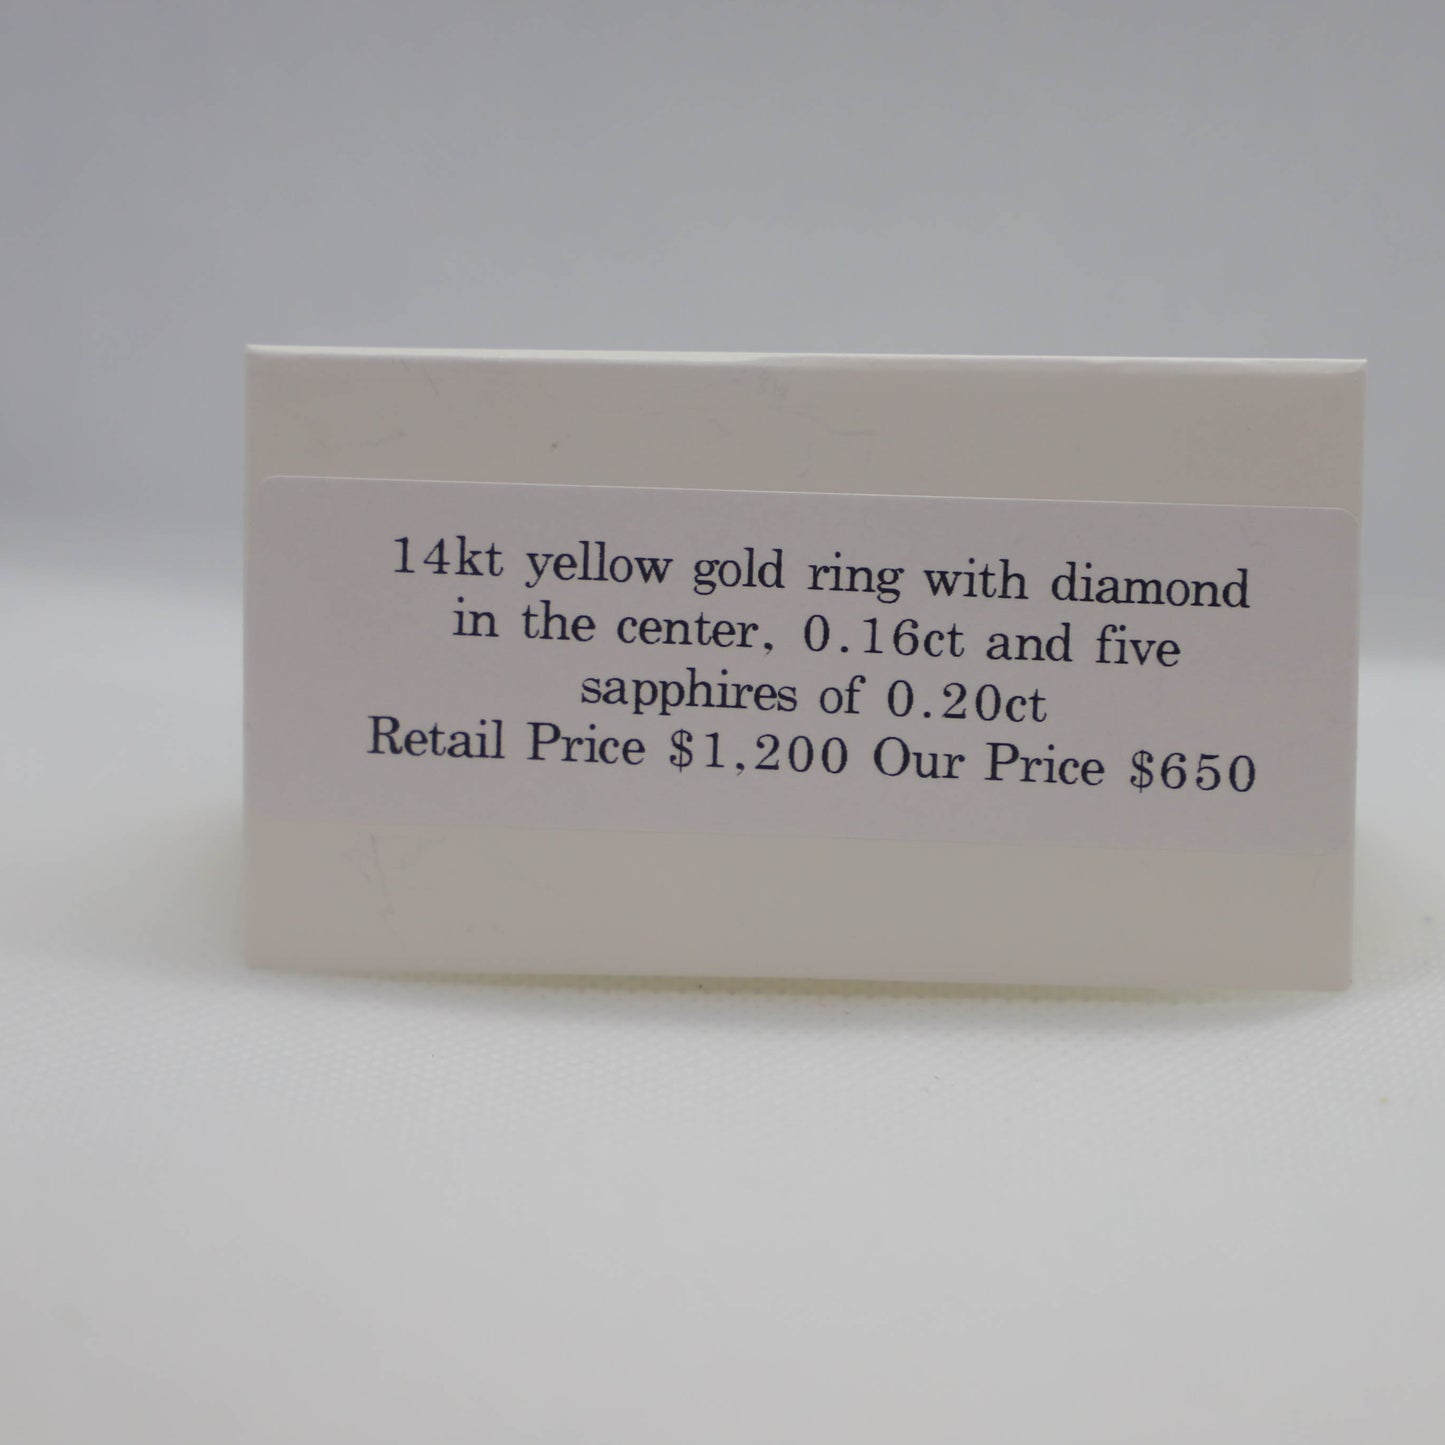 14kt yellow gold ring with diamond
in the center, 0.16ct and five
sapphires of 0.20ct
Retail Price $1,200 Our Price $650